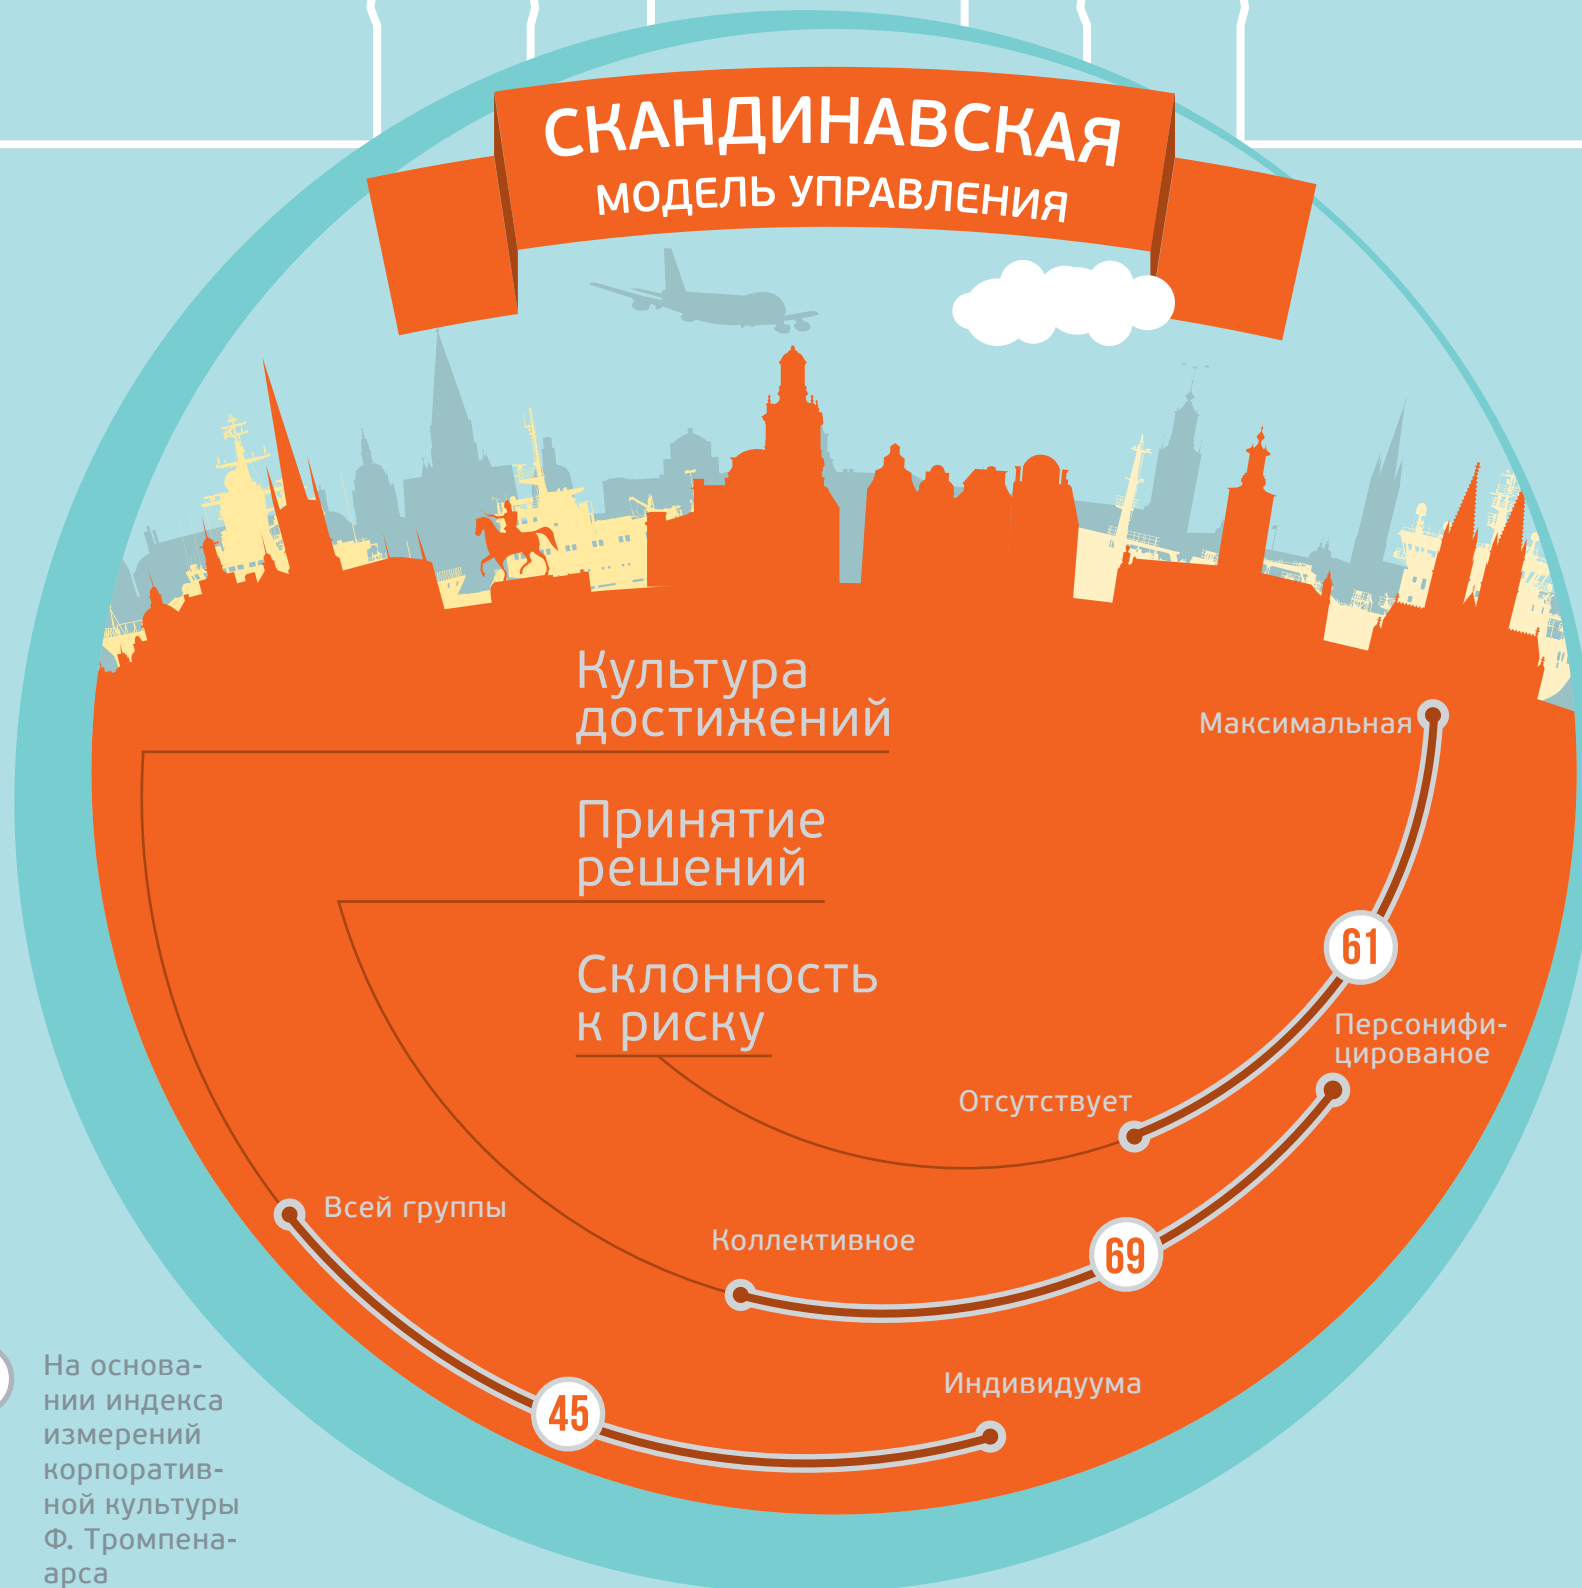 СКАНДИНАВСКАЯ
МОДЕЛЬ УПРАВЛЕНИЯ
Культура
достижений
Принятие
решений
Склонность
к риску
Максимальная
61
Отсутствует
Персонифи-
цированое
69
Коллективное
Всей группы
45
Индивидуума
На основа-
нии индекса
измерений
корпоратив-
ной культуры
Ф. Тромпена-
арса